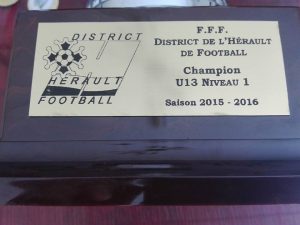 DISTRICT
HÉRAULT
FOOTBALL
F.F.F.
DISTRICT DE L'HÉRAULT
DE FOOTBALL
Champion
U13 NIVEAU 1
Saison 2015 - 2016